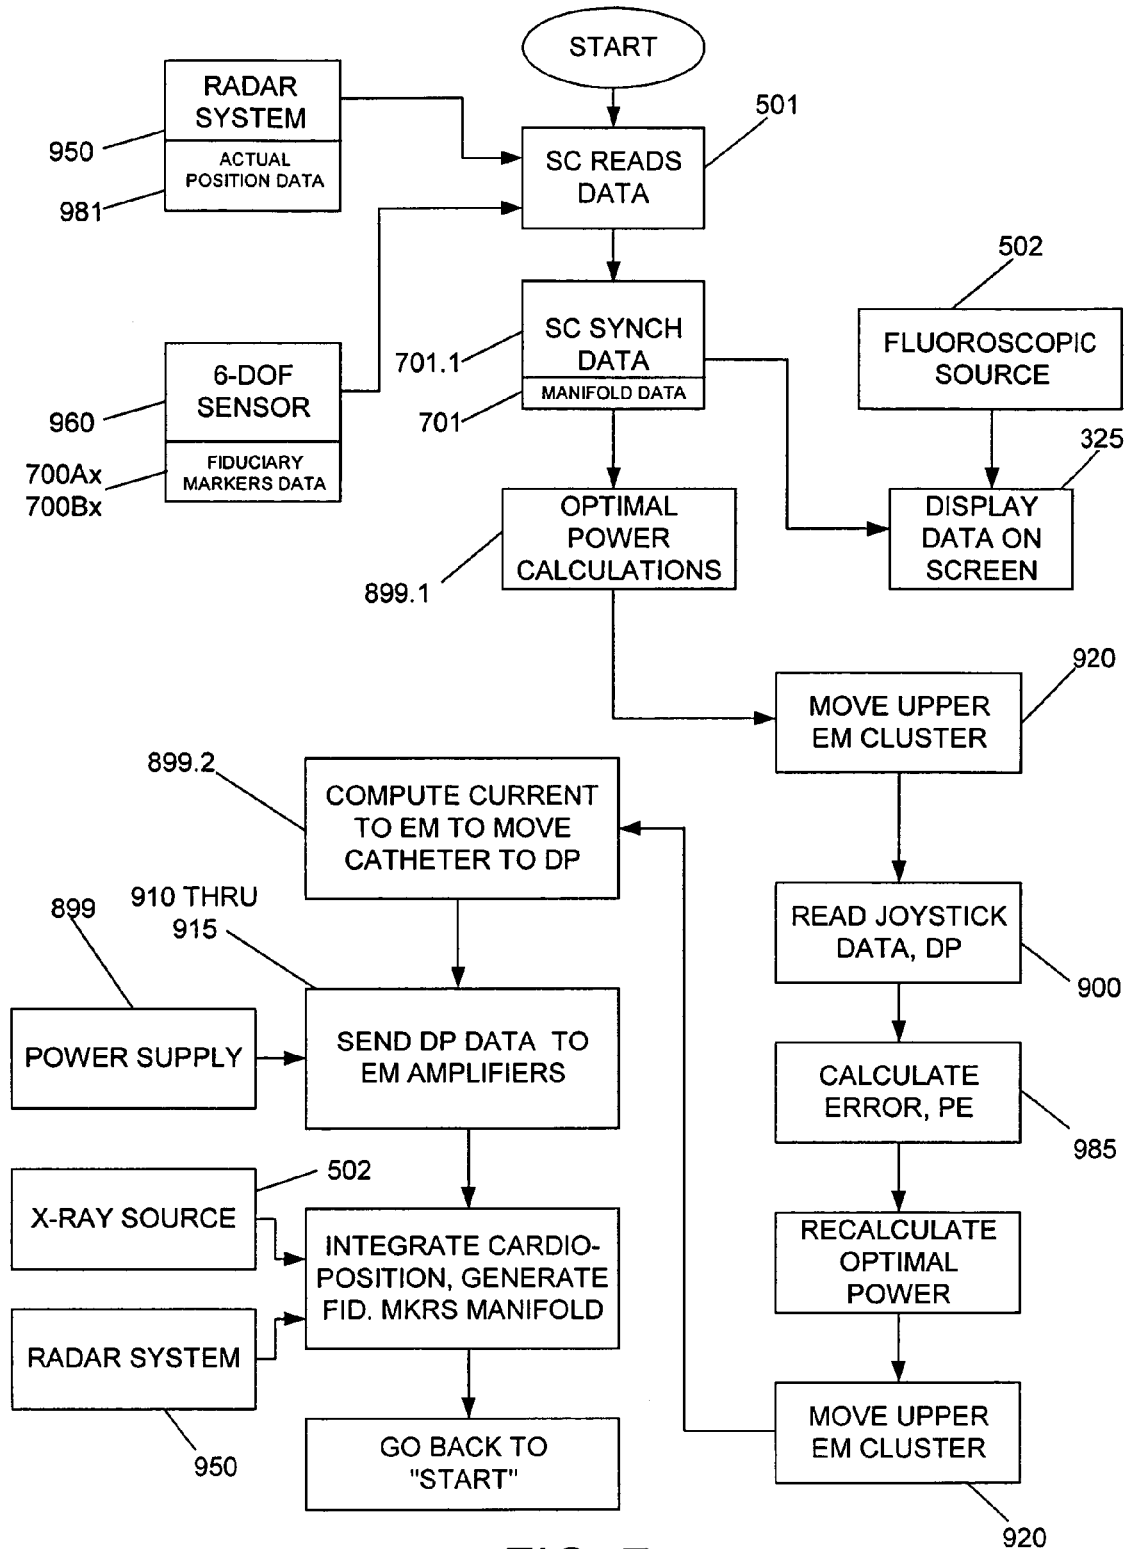 START
RADAR
SYSTEM
ACTUAL
POSITION DATA
950
981
501
SC READS
DATA
502
6-DOF
SENSOR
FIDUCIARY
MARKERS DATA
960
700Ax
700Bx
SC SYNCH
DATA
MANIFOLD DATA
701.1
701
FLUOROSCOPIC
SOURCE
325
OPTIMAL
POWER
CALCULATIONS
899.1
DISPLAY
DATA ON
SCREEN
920
MOVE UPPER
EM CLUSTER
899.2
COMPUTE CURRENT
TO EM TO MOVE
CATHETER TO DP
READ JOYSTICK
DATA, DP
900
899
910 THRU
915
POWER SUPPLY
SEND DP DATA TO
EM AMPLIFIERS
CALCULATE
ERROR, PE
985
502
X-RAY SOURCE
INTEGRATE CARDIO-
POSITION, GENERATE
FID. MKRS MANIFOLD
RECALCULATE
OPTIMAL
POWER
RADAR SYSTEM
950
GO BACK TO
"START"
MOVE UPPER
EM CLUSTER
920